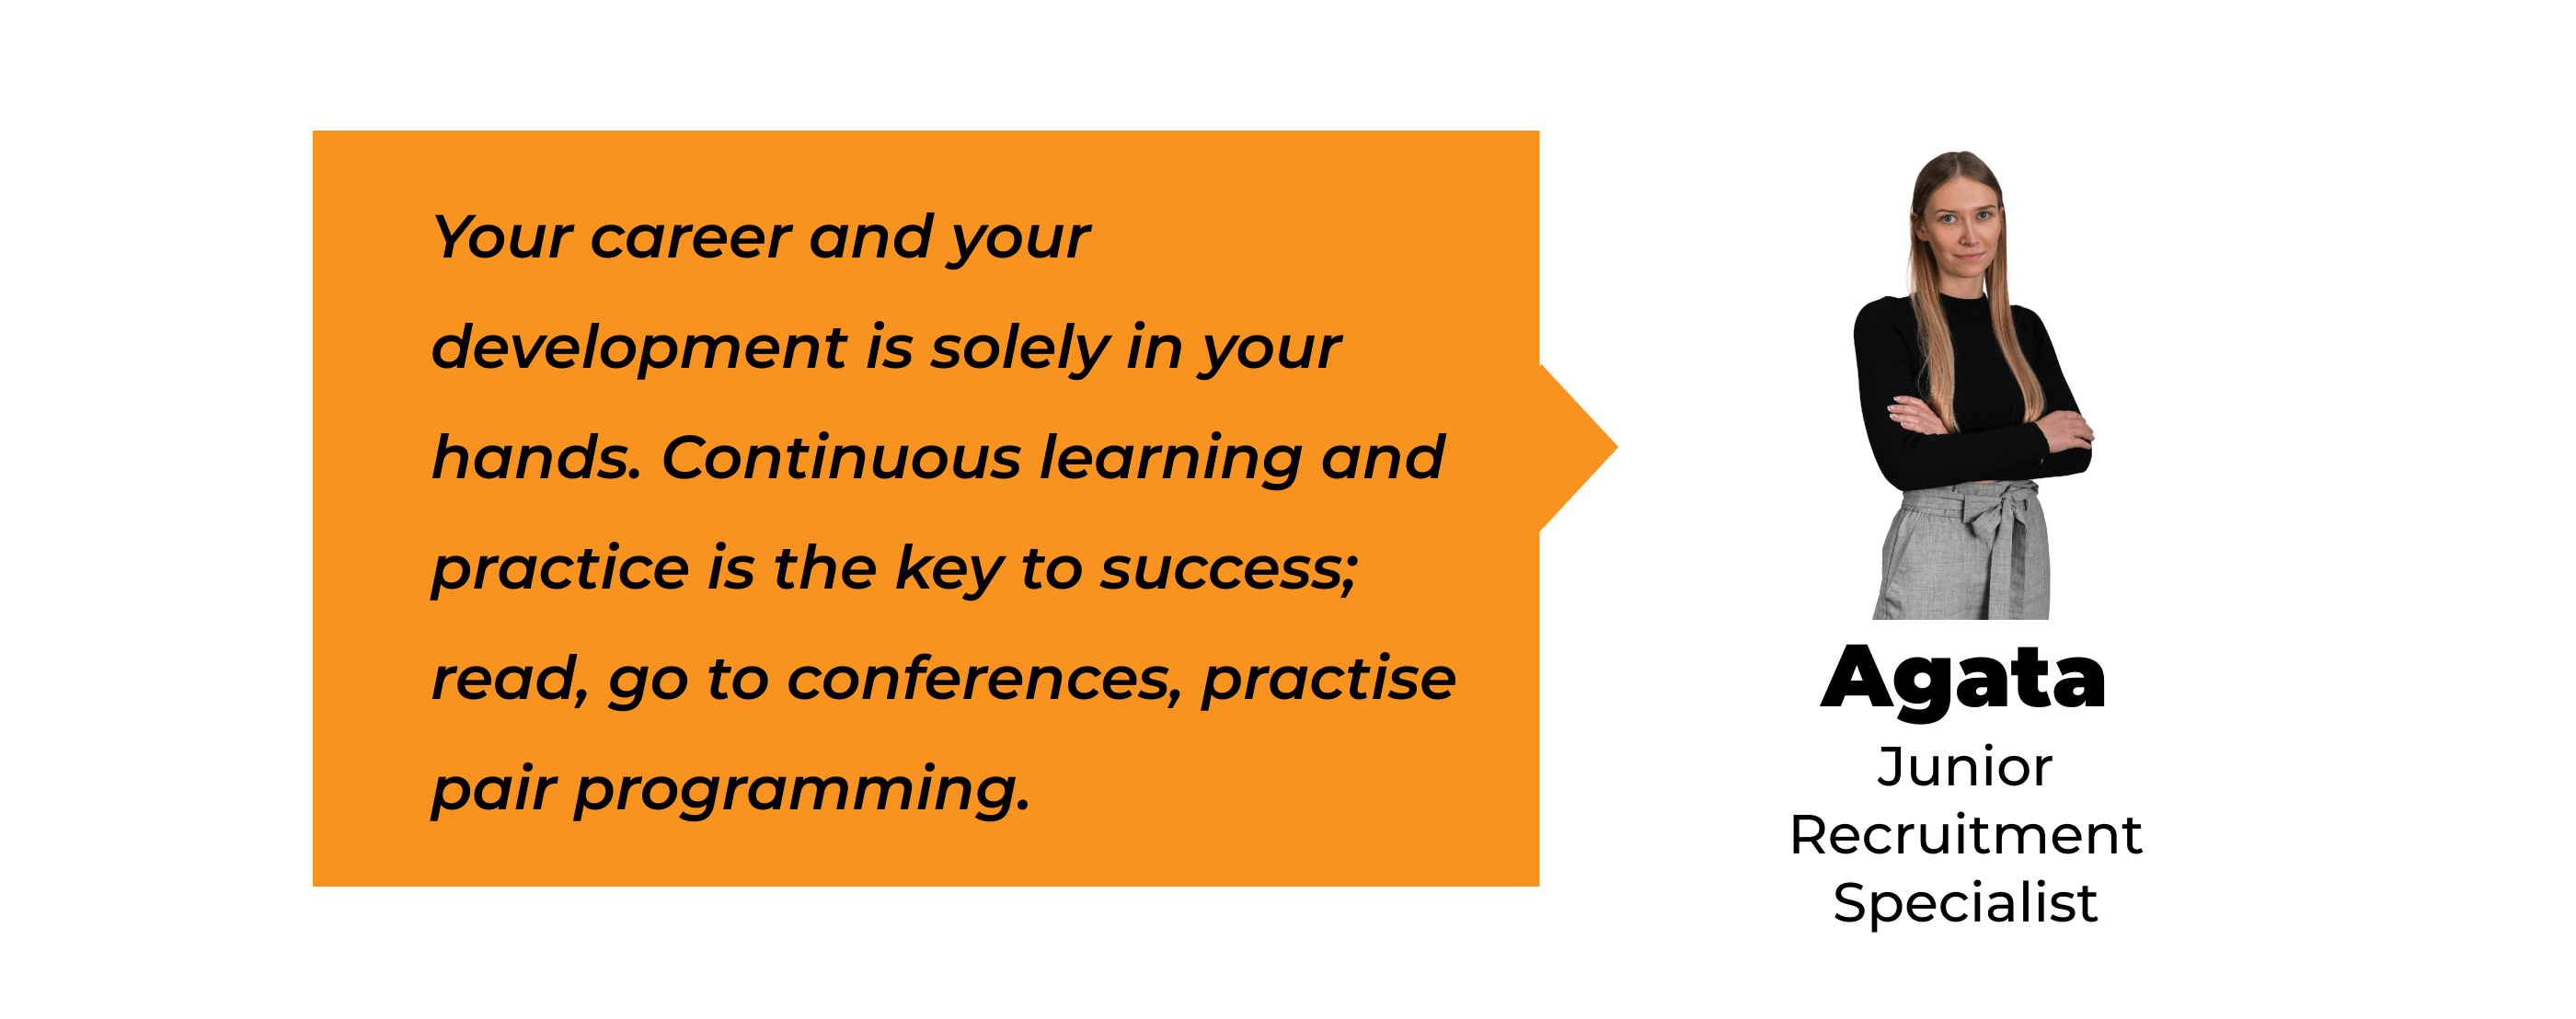 Your career and your
development is solely in your
hands. Continuous learning and
practice is the key to success;
read, go to conferences, practise
pair programming.
Agata
Junior
Recruitment
Specialist